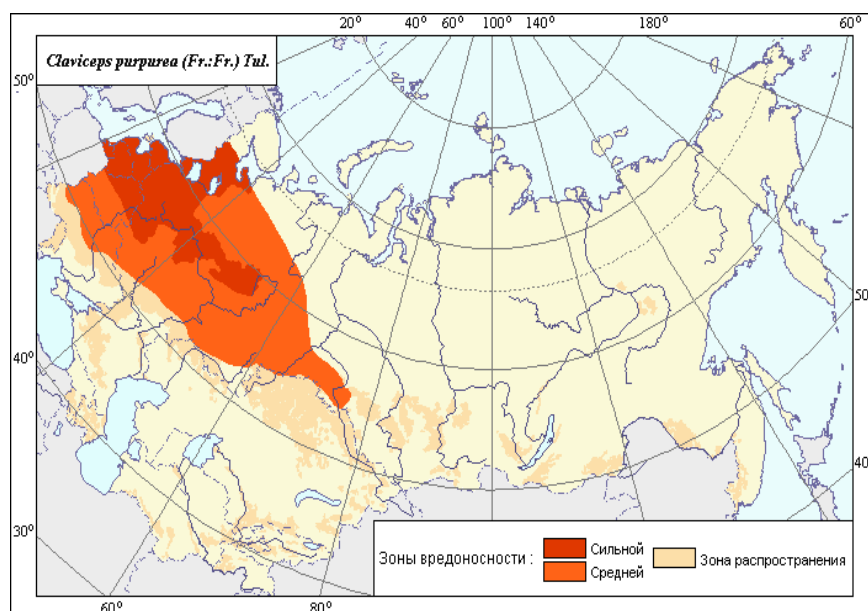 20° 40° 60° 100° 140° 180° 60°
Claviceps purpurea (Fr.:Fr.) Tul.
50°
40°
30°
50°
40°
Зоны вредоносности :
Сильной
Средней
Зона распространения
60° 80°